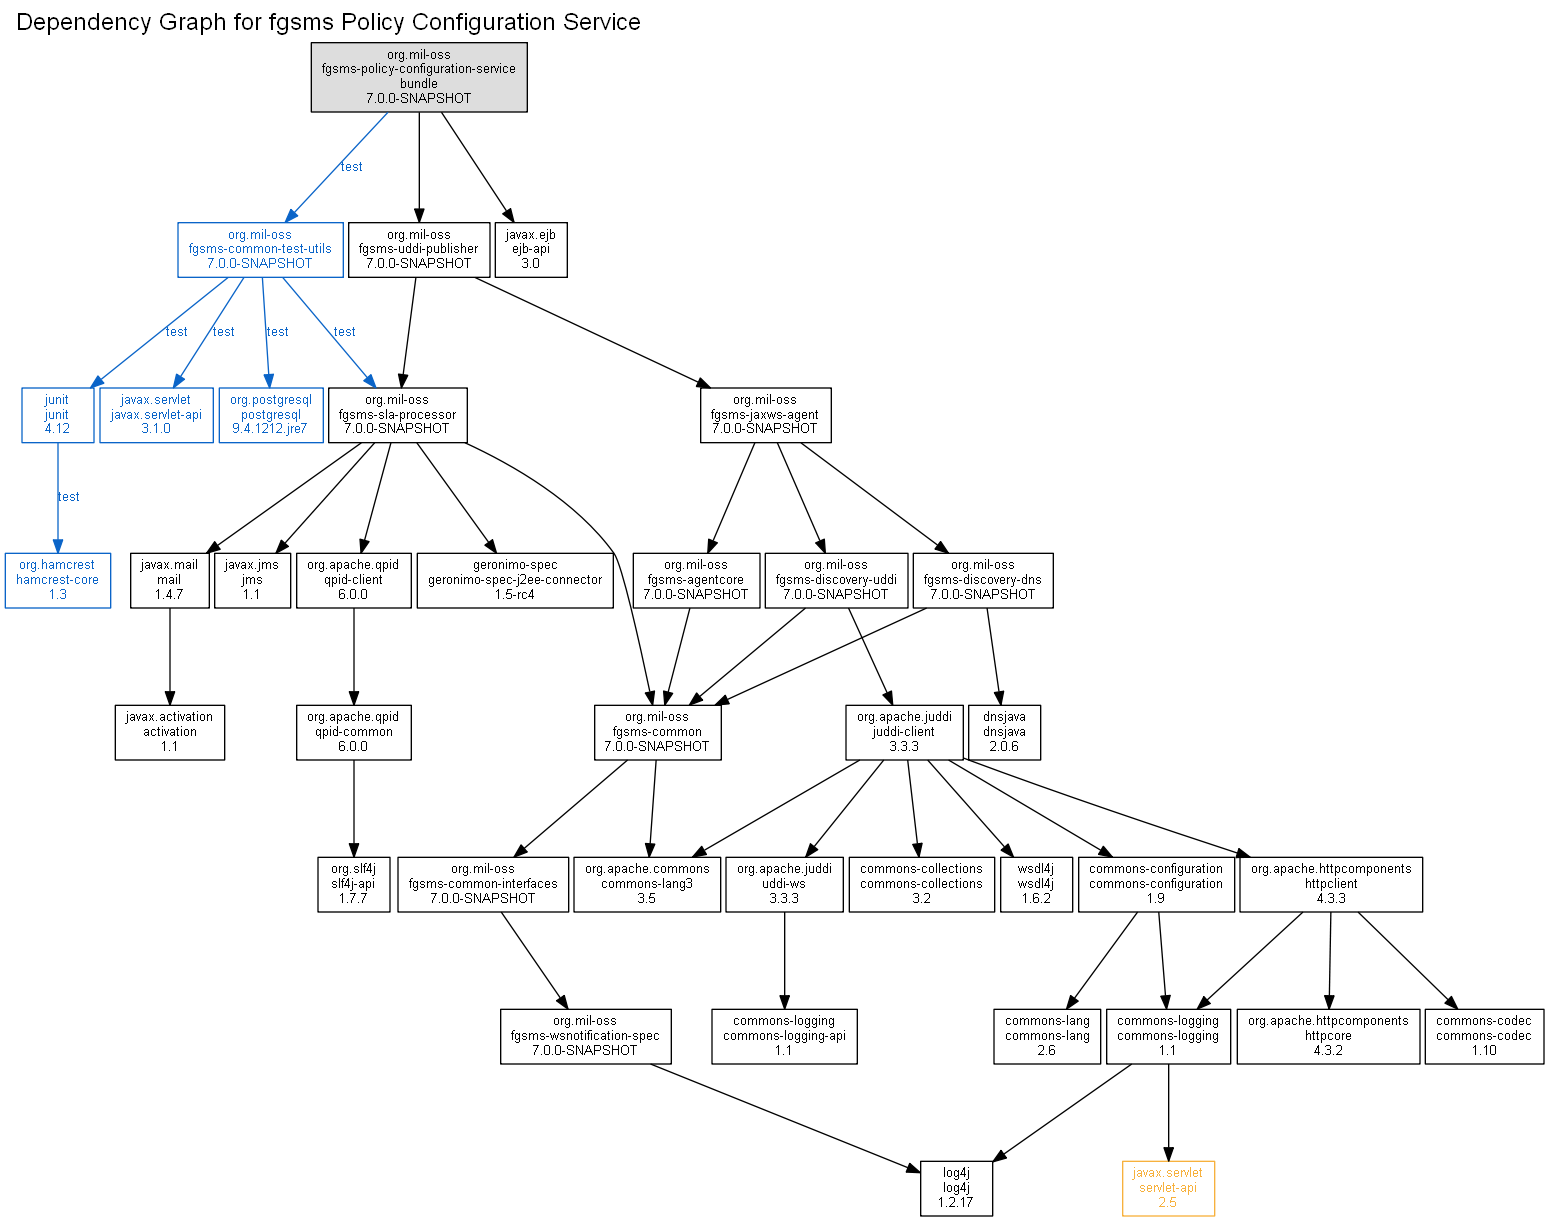 Dependency Graph for fgsms Policy Configuration Service
org.mil-oss
fgsms-policy-configuration-service
bundle
7.0.0-SNAPSHOT
test
org.mil-oss
fgsms-common-test-utils
7.0.0-SNAPSHOT
org.mil-oss
fgsms-uddi-publisher
7.0.0-SNAPSHOT
javax.ejb
ejb-api
3.0
test
test
test
test
junit
junit
4.12
javax.servlet
javax.servlet-api
3.1.0
org.postgresql
postgresql
9.4.1212.jre7
org.mil-oss
fgsms-sla-processor
7.0.0-SNAPSHOT
org.mil-oss
fgsms-jaxws-agent
7.0.0-SNAPSHOT
test
org.hamcrest
hamcrest-core
1.3
javax.mail
mail
1.4.7
javax.jms
jms
1.1
org.apache.qpid
qpid-client
6.0.0
geronimo-spec
geronimo-spec-j2ee-connector
1.5-rc4
org.mil-oss
fgsms-agentcore
7.0.0-SNAPSHOT
org.mil-oss
fgsms-discovery-uddi
7.0.0-SNAPSHOT
org.mil-oss
fgsms-discovery-dns
7.0.0-SNAPSHOT
javax.activation
activation
1.1
org.apache.qpid
qpid-common
6.0.0
org.mil-oss
fgsms-common
7.0.0-SNAPSHOT
org.apache.juddi
juddi-client
3.3.3
dnsjava
dnsjava
2.0.6
org.slf4j
slf4j-api
1.7.7
org.mil-oss
fgsms-common-interfaces
7.0.0-SNAPSHOT
org.apache.commons
commons-lang3
3.5
org.apache.juddi
uddi-ws
3.3.3
commons-collections
commons-collections
3.2
wsdl4j
wsdl4j
1.6.2
commons-configuration
commons-configuration
1.9
org.apache.httpcomponents
httpclient
4.3.3
org.mil-oss
fgsms-wsnotification-spec
7.0.0-SNAPSHOT
commons-logging
commons-logging-api
1.1
commons-lang
commons-lang
2.6
commons-logging
commons-logging
1.1
org.apache.httpcomponents
httpcore
4.3.2
commons-codec
commons-codec
1.10
log4j
log4j
1.2.17
javax.servlet
servlet-api
2.5